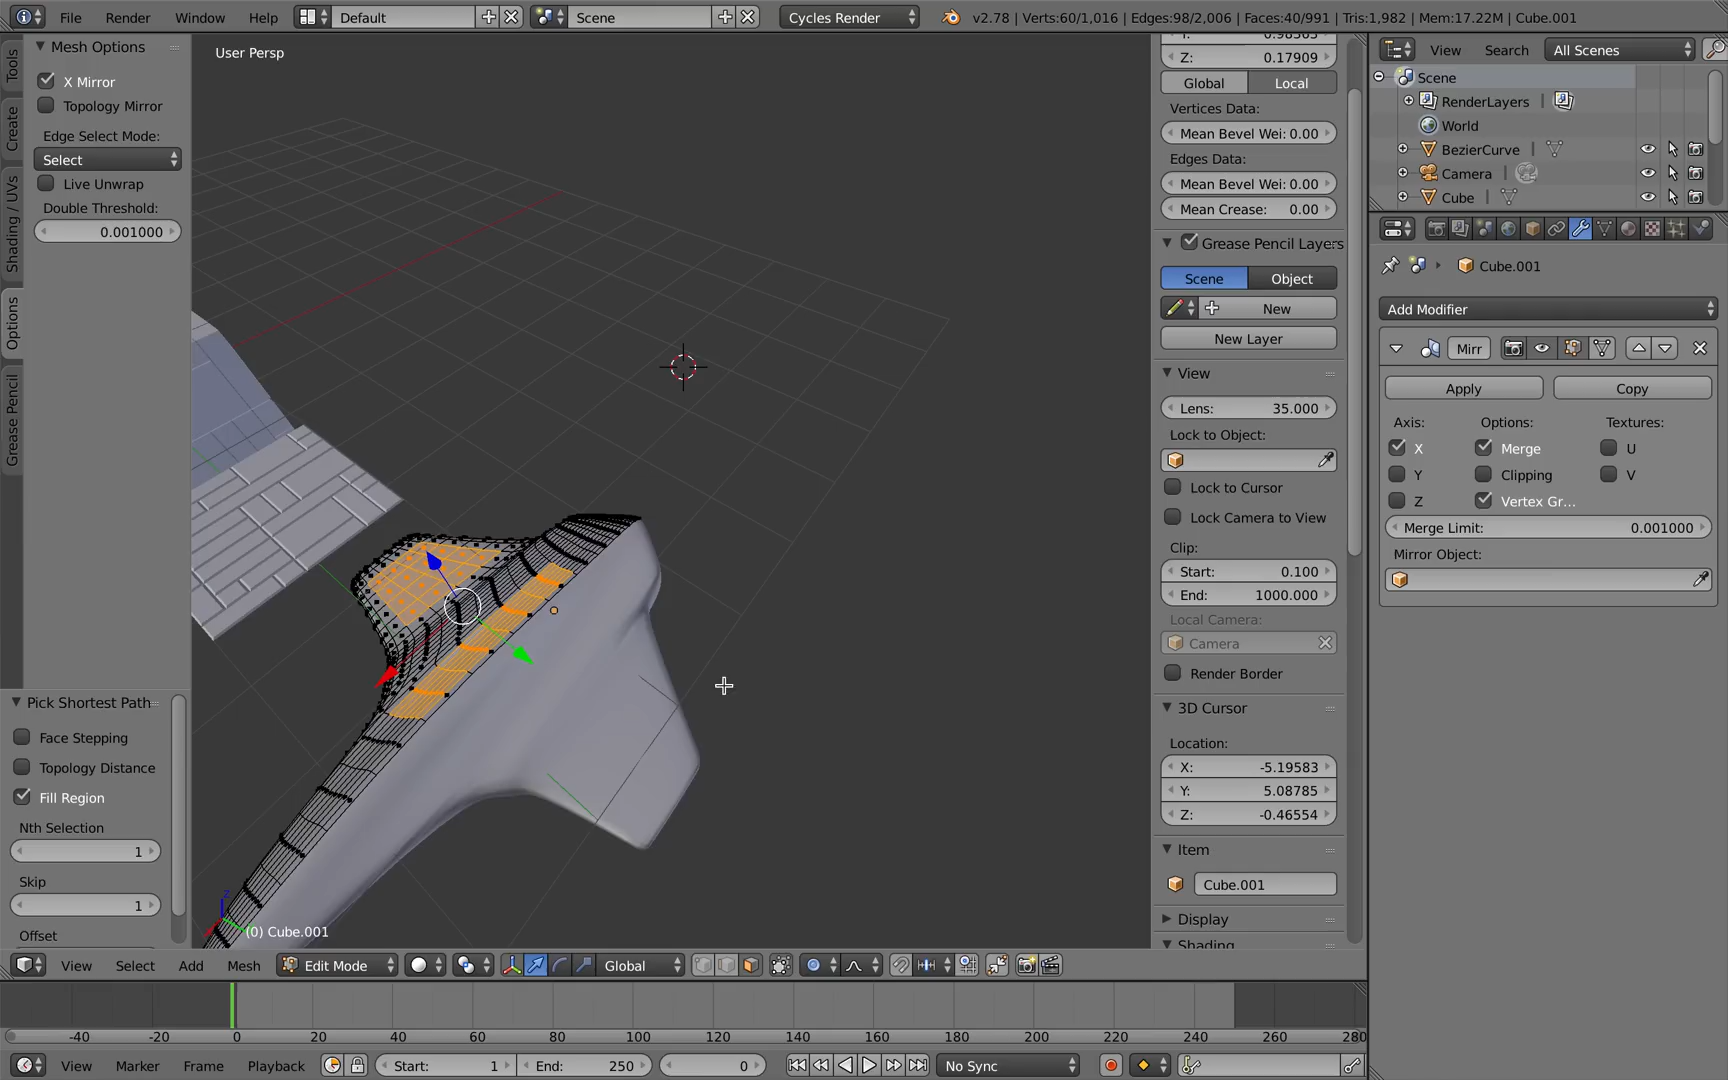 File Render Window Help Default Scene Cycles Render v2.78 | Verts:60/1,016 | Edges:98/2,006 | Faces:40/991 | Tris:1,982 | Mem:17.22M | Cube.001
Tools
Create
Shading / UVs
Options
Grease Pencil
Mesh Options
X Mirror
Topology Mirror
Edge Select Mode:
Select
Live Unwrap
Double Threshold:
0.001000
Pick Shortest Path
Face Stepping
Topology Distance
Fill Region
Nth Selection
1
Skip
1
Offset
User Persp
z
(0) Cube.001
Z: 0.17909
Global Local
Vertices Data:
Mean Bevel Wei: 0.00
Edges Data:
Mean Bevel Wei: 0.00
Mean Crease: 0.00
Grease Pencil Layers
Scene Object
New
New Layer
View
Lens: 35.000
Lock to Object:
Lock to Cursor
Lock Camera to View
Clip:
Start: 0.100
End: 1000.000
Local Camera:
Camera
Render Border
3D Cursor
Location:
X: -5.19583
Y: 5.08785
Z: -0.46554
Item
Cube.001
Display
Shading
View Search All Scenes
Scene
RenderLayers
World
BezierCurve
Camera
Cube
Cube.001
Add Modifier
Mirr
Apply Copy
Axis: Options: Textures:
X Merge U
Y Clipping V
Z Vertex Gr...
Merge Limit: 0.001000
Mirror Object:
View Select Add Mesh Edit Mode Global
-40 -20 0 20 40 60 80 100 120 140 160 180 200 220 240 260 280
View Marker Frame Playback Start: 1 End: 250 0 No Sync